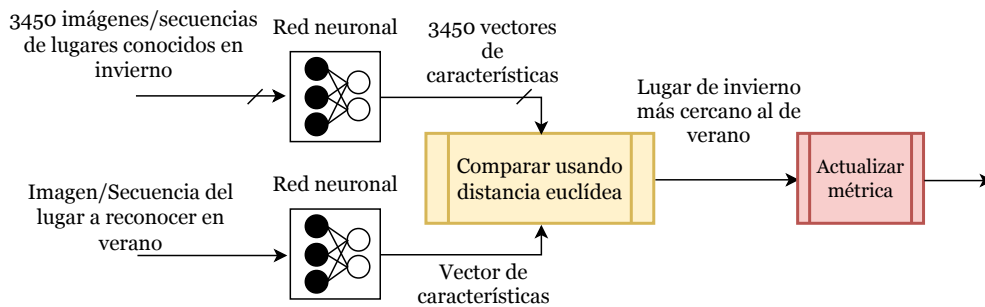 3450 imágenes/secuencias
de lugares conocidos en
invierno
Red neuronal
3450 vectores
de
características
Lugar de invierno
más cercano al de
verano
Comparar usando
distancia euclídea
Actualizar
métrica
Imagen/Secuencia del
lugar a reconocer en
verano
Red neuronal
Vector de
características